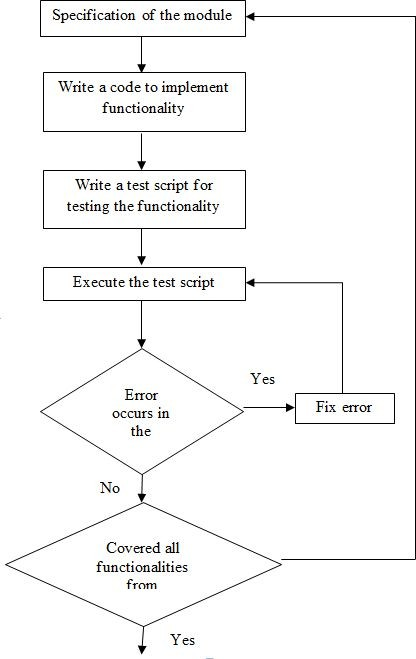 Specification of the module
Write a code to implement
functionality
Write a test script for
testing the functionality
Execute the test script
Error
occurs in
the
Yes
Fix error
No
Covered all
functionalities
from
Yes